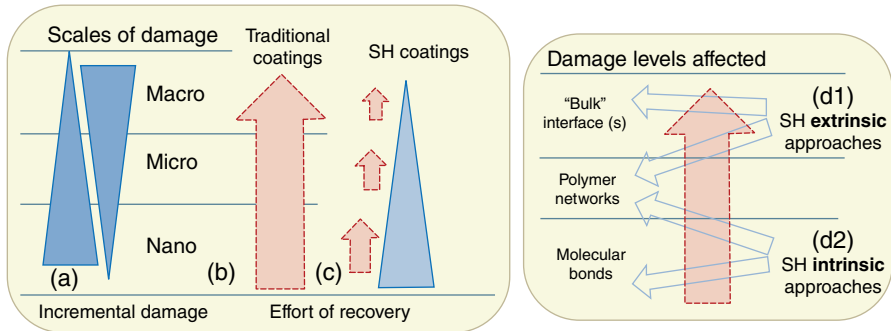 Scales of damage
Traditional
coatings
SH coatings
Macro
Micro
Nano
(a)
(b)
(c)
Incremental damage
Effort of recovery
Damage levels affected
“Bulk”
interface (s)
Polymer
networks
Molecular
bonds
(d1)
SH extrinsic
approaches
(d2)
SH intrinsic
approaches